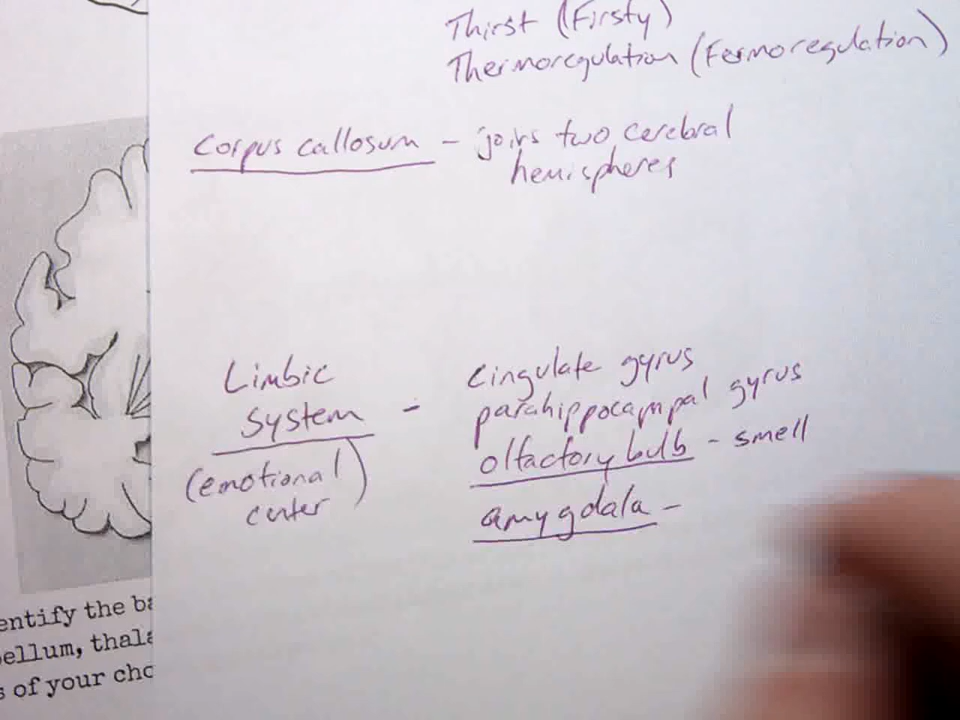 Thirst (Firsty)
Thermoregulation (Fermoregulation)
corpus callosum - joins two cerebral
hemispheres
Limbic
system -
(emotional)
center
cingulate gyrus
parahippocampal gyrus
olfactory bulb - smell
amygdala -
entify the ba
ellum, thala
s of your cho